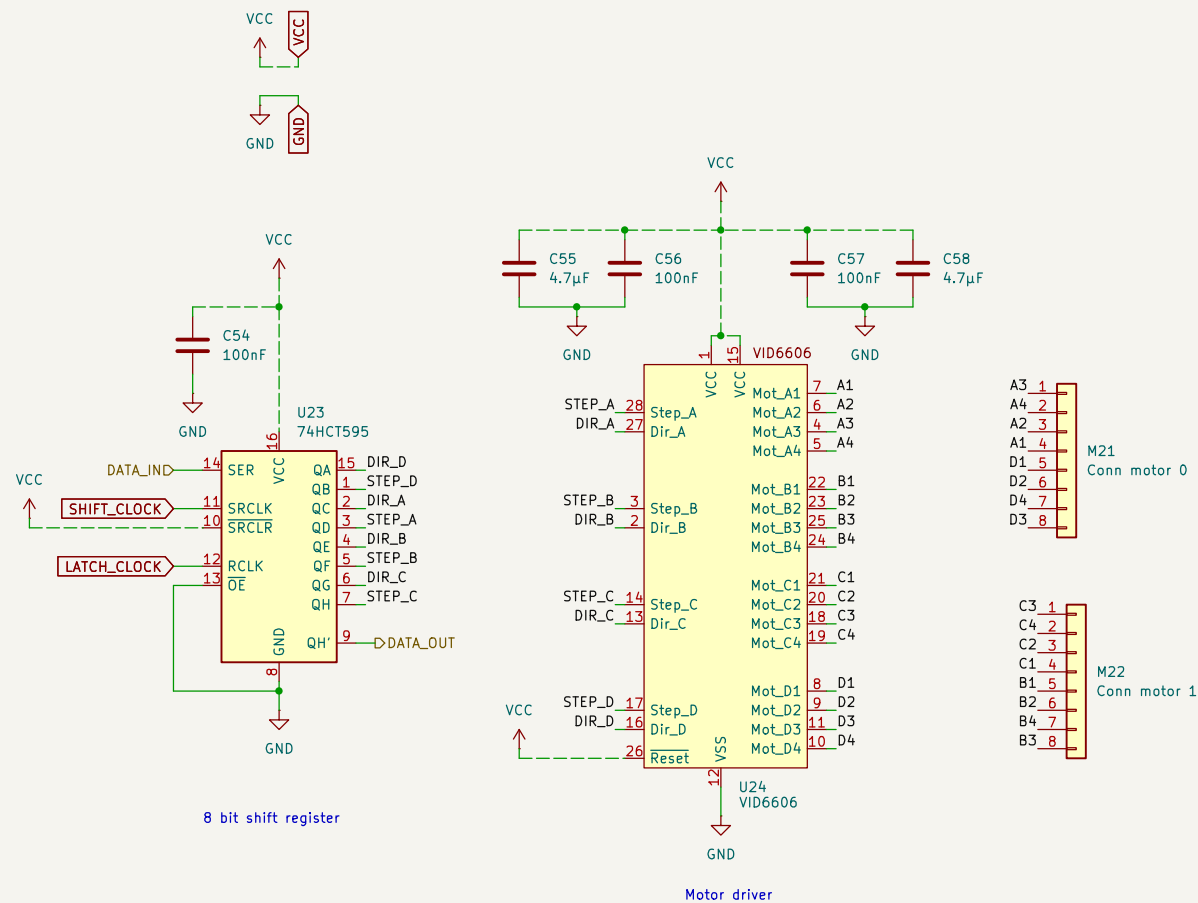 VCC
VCC
GND
GND
VCC
C54
100nF
GND
U23
74HCT595
16
VCC
DATA_IN
14
SER
VCC
SHIFT_CLOCK
11
SRCLK
10
SRCLR
LATCH_CLOCK
12
RCLK
13
OE
GND
8
GND
QA
15
DIR_D
QB
1
STEP_D
QC
2
DIR_A
QD
3
STEP_A
QE
4
DIR_B
QF
5
STEP_B
QG
6
DIR_C
QH
7
STEP_C
QH'
9
DATA_OUT
8 bit shift register
VCC
C55
4.7µF
C56
100nF
C57
100nF
C58
4.7µF
GND
GND
1
15
VID6606
VCC
VCC
STEP_A
28
Step_A
DIR_A
27
Dir_A
STEP_B
3
Step_B
DIR_B
2
Dir_B
STEP_C
14
Step_C
DIR_C
13
Dir_C
STEP_D
17
Step_D
DIR_D
16
Dir_D
VCC
26
Reset
VSS
12
GND
Mot_A1
7
A1
Mot_A2
6
A2
Mot_A3
4
A3
Mot_A4
5
A4
Mot_B1
22
B1
Mot_B2
23
B2
Mot_B3
25
B3
Mot_B4
24
B4
Mot_C1
21
C1
Mot_C2
20
C2
Mot_C3
18
C3
Mot_C4
19
C4
Mot_D1
8
D1
Mot_D2
9
D2
Mot_D3
11
D3
Mot_D4
10
D4
U24
VID6606
Motor driver
A3 1
A4 2
A2 3
A1 4
D1 5
D2 6
D4 7
D3 8
M21
Conn motor 0
C3 1
C4 2
C2 3
C1 4
B1 5
B2 6
B4 7
B3 8
M22
Conn motor 1